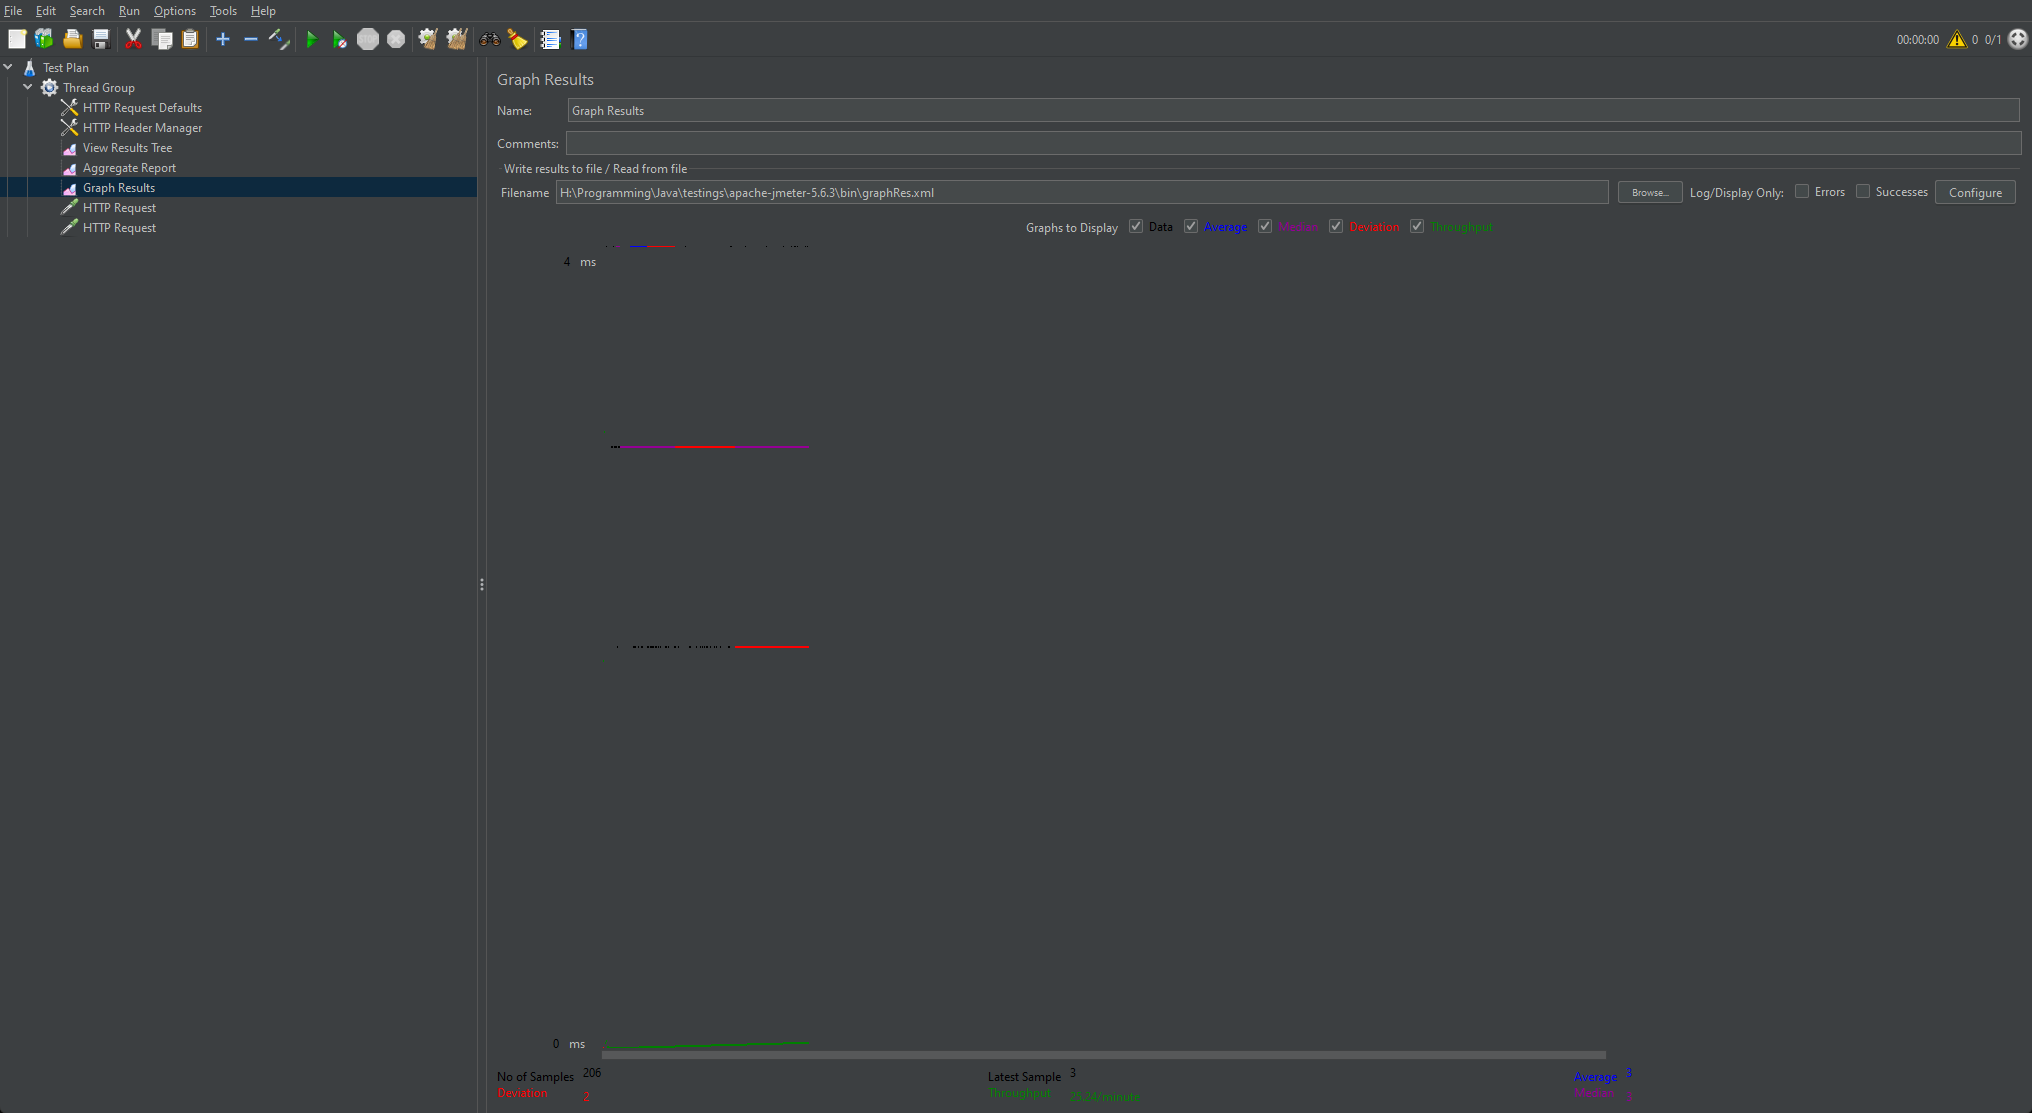 File Edit Search Run Options Tools Help
00:00:00 0 0/1
Test Plan
Thread Group
HTTP Request Defaults
HTTP Header Manager
View Results Tree
Aggregate Report
Graph Results
HTTP Request
HTTP Request
Graph Results
Name: Graph Results
Comments:
Write results to file / Read from file
Filename H:\Programming\Java\testings\apache-jmeter-5.6.3\bin\graphRes.xml Browse... Log/Display Only: Errors Successes Configure
Graphs to Display Data Average Median Deviation Throughput
4 ms
0 ms
No of Samples 206 Latest Sample 3 Average 3
Deviation 2 Throughput 25.24/minute Median 3